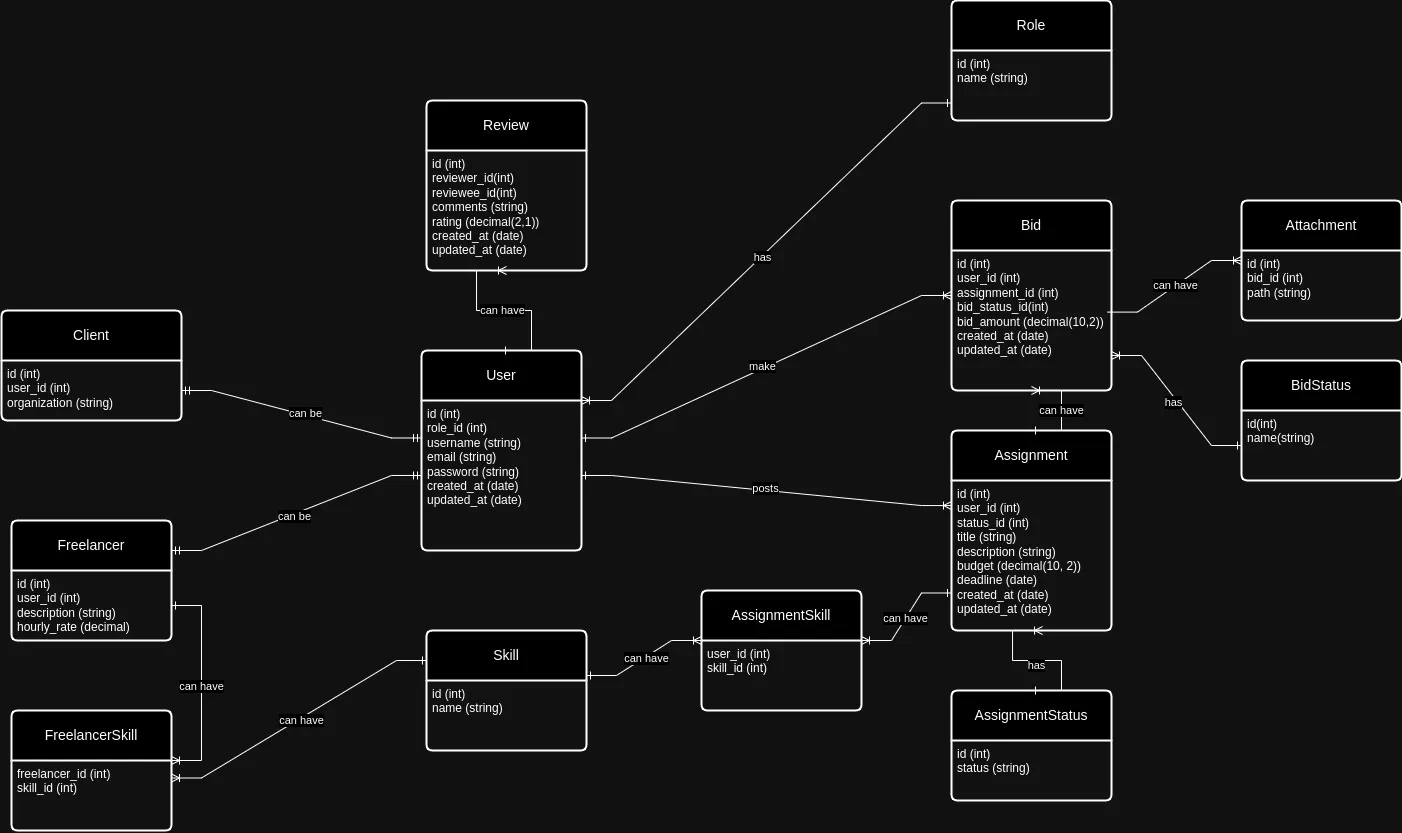 Role
id (int)
name (string)
Review
id (int)
reviewer_id(int)
reviewee_id(int)
comments (string)
rating (decimal(2,1))
created_at (date)
updated_at (date)
has
Bid
id (int)
user_id (int)
assignment_id (int)
bid_status_id(int)
bid_amount (decimal(10,2))
created_at (date)
updated_at (date)
can have
Attachment
id (int)
bid_id (int)
path (string)
can have
Client
id (int)
user_id (int)
organization (string)
can be
User
id (int)
role_id (int)
username (string)
email (string)
password (string)
created_at (date)
updated_at (date)
make
has
BidStatus
id(int)
name(string)
can have
posts
Assignment
id (int)
user_id (int)
status_id (int)
title (string)
description (string)
budget (decimal(10, 2))
deadline (date)
created_at (date)
updated_at (date)
can be
Freelancer
id (int)
user_id (int)
description (string)
hourly_rate (decimal)
can have
Skill
id (int)
name (string)
can have
AssignmentSkill
user_id (int)
skill_id (int)
can have
has
AssignmentStatus
id (int)
status (string)
can have
FreelancerSkill
freelancer_id (int)
skill_id (int)